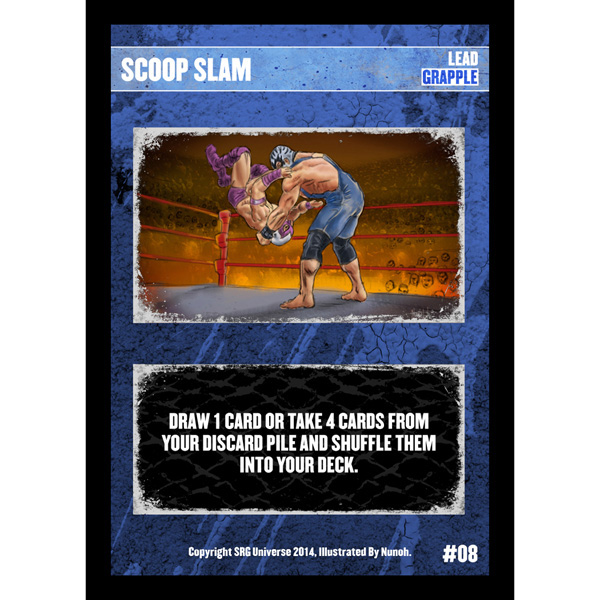 SCOOP SLAM
LEAD
GRAPPLE
DRAW 1 CARD OR TAKE 4 CARDS FROM
YOUR DISCARD PILE AND SHUFFLE THEM
INTO YOUR DECK.
Copyright SRG Universe 2014, Illustrated By Nunoh.
#08